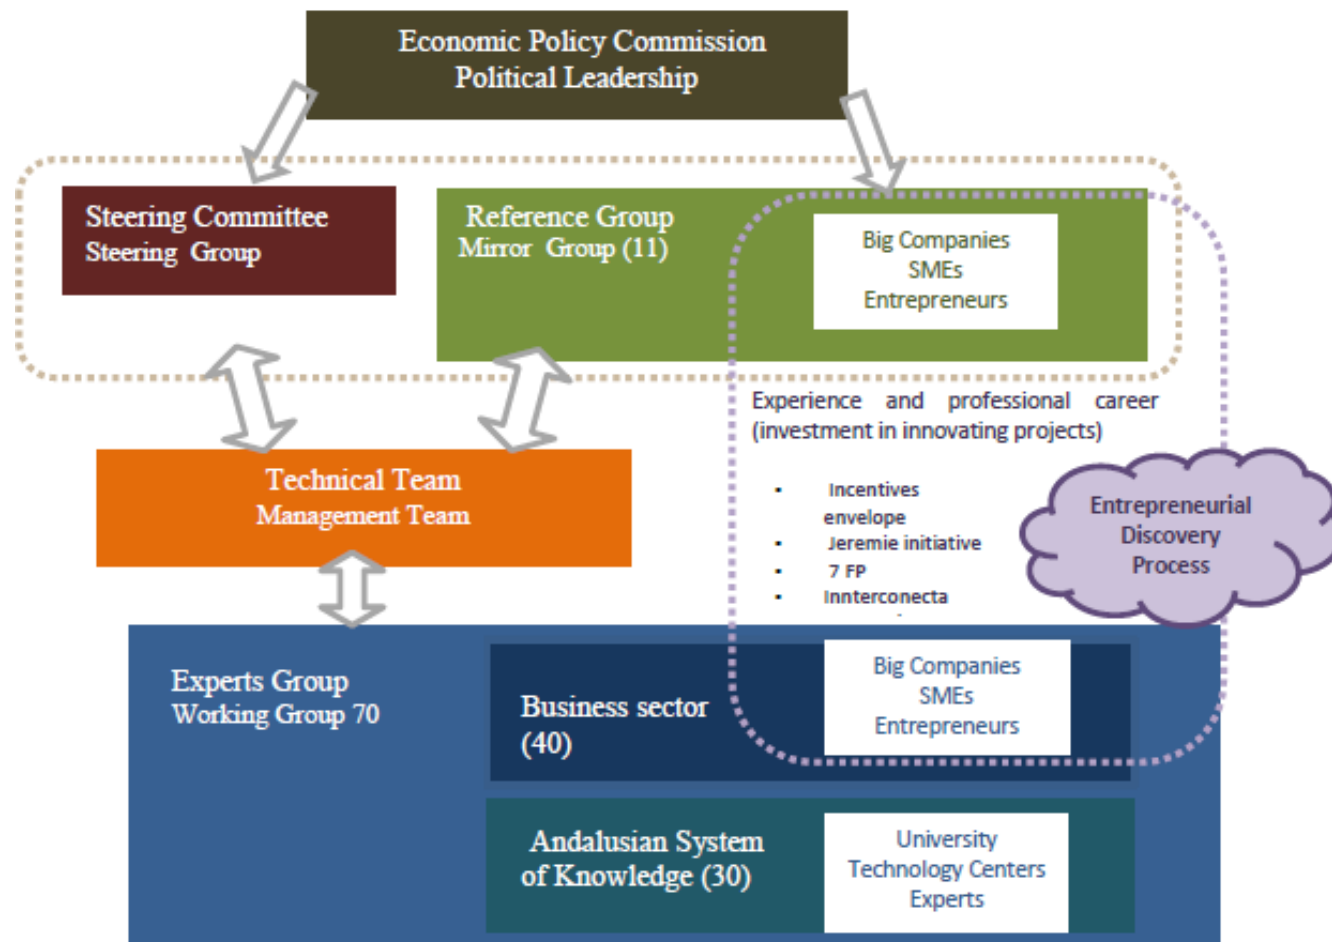 Economic Policy Commission
Political Leadership
Steering Committee
Steering Group
Reference Group
Mirror Group (11)
Big Companies
SMEs
Entrepreneurs
Experience and professional career
(investment in innovating projects)
▪ Incentives
envelope
▪ Jeremie initiative
▪ 7 FP
▪ Innterconecta
Entrepreneurial
Discovery
Process
Technical Team
Management Team
Experts Group
Working Group 70
Business sector
(40)
Big Companies
SMEs
Entrepreneurs
Andalusian System
of Knowledge (30)
University
Technology Centers
Experts